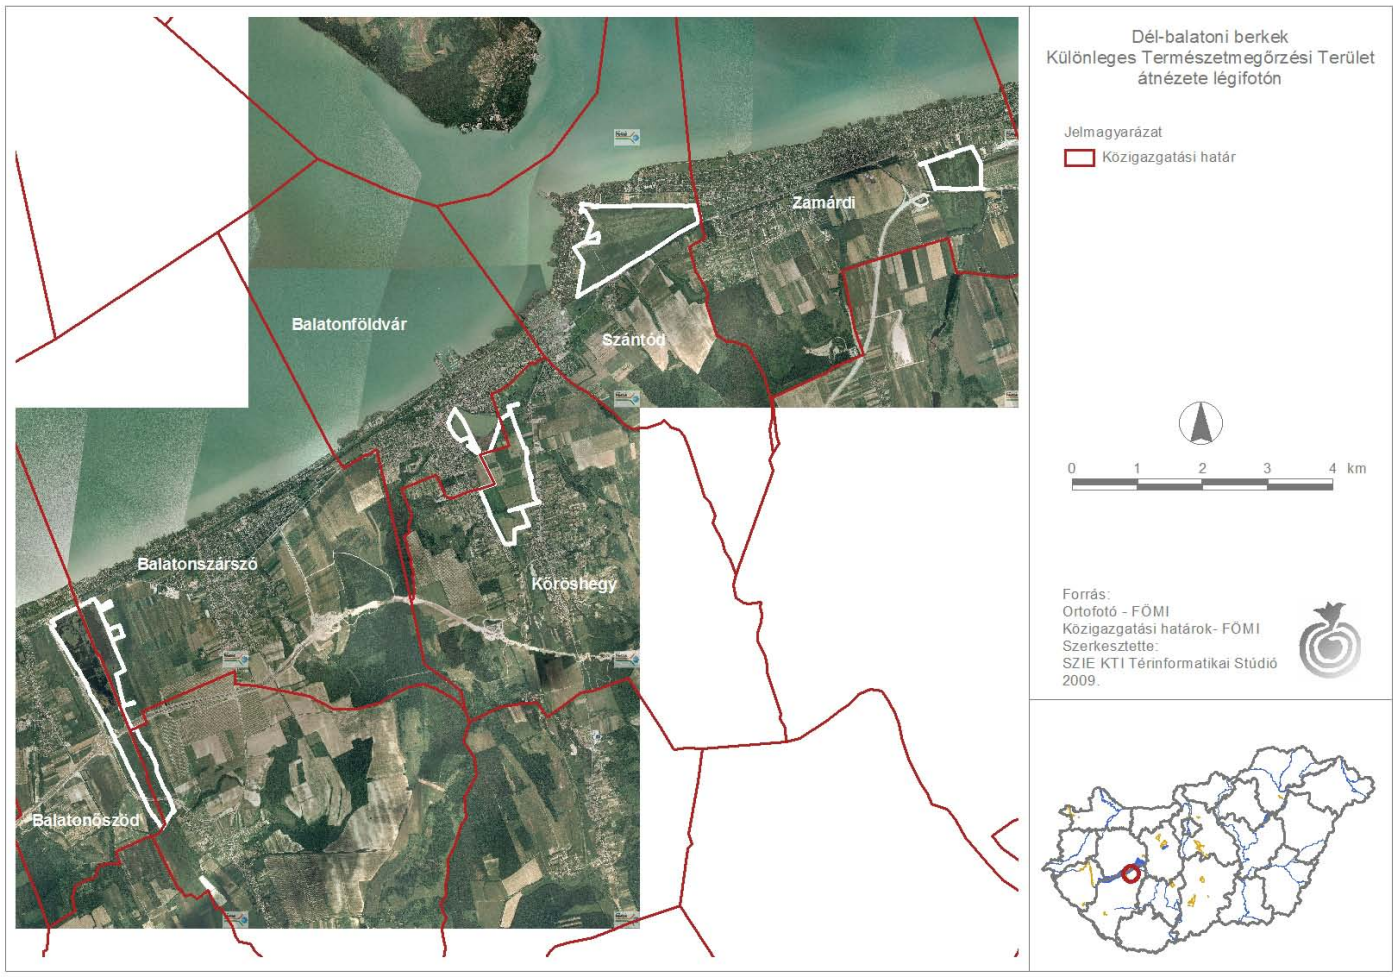 Dél-balatoni berkek
Különleges Természetmegőrzési Terület
átnézete légifotón
Jelmagyarázat
Közigazgatási határ
Zamárdi
Balatonföldvár
Szántód
Balatonszárszó
Kőröshegy
Balatonőszöd
0 1 2 3 4 km
Forrás:
Ortofotó - FÖMI
Közigazgatási határok- FÖMI
Szerkesztette:
SZIE KTI Térinformatikai Stúdió
2009.